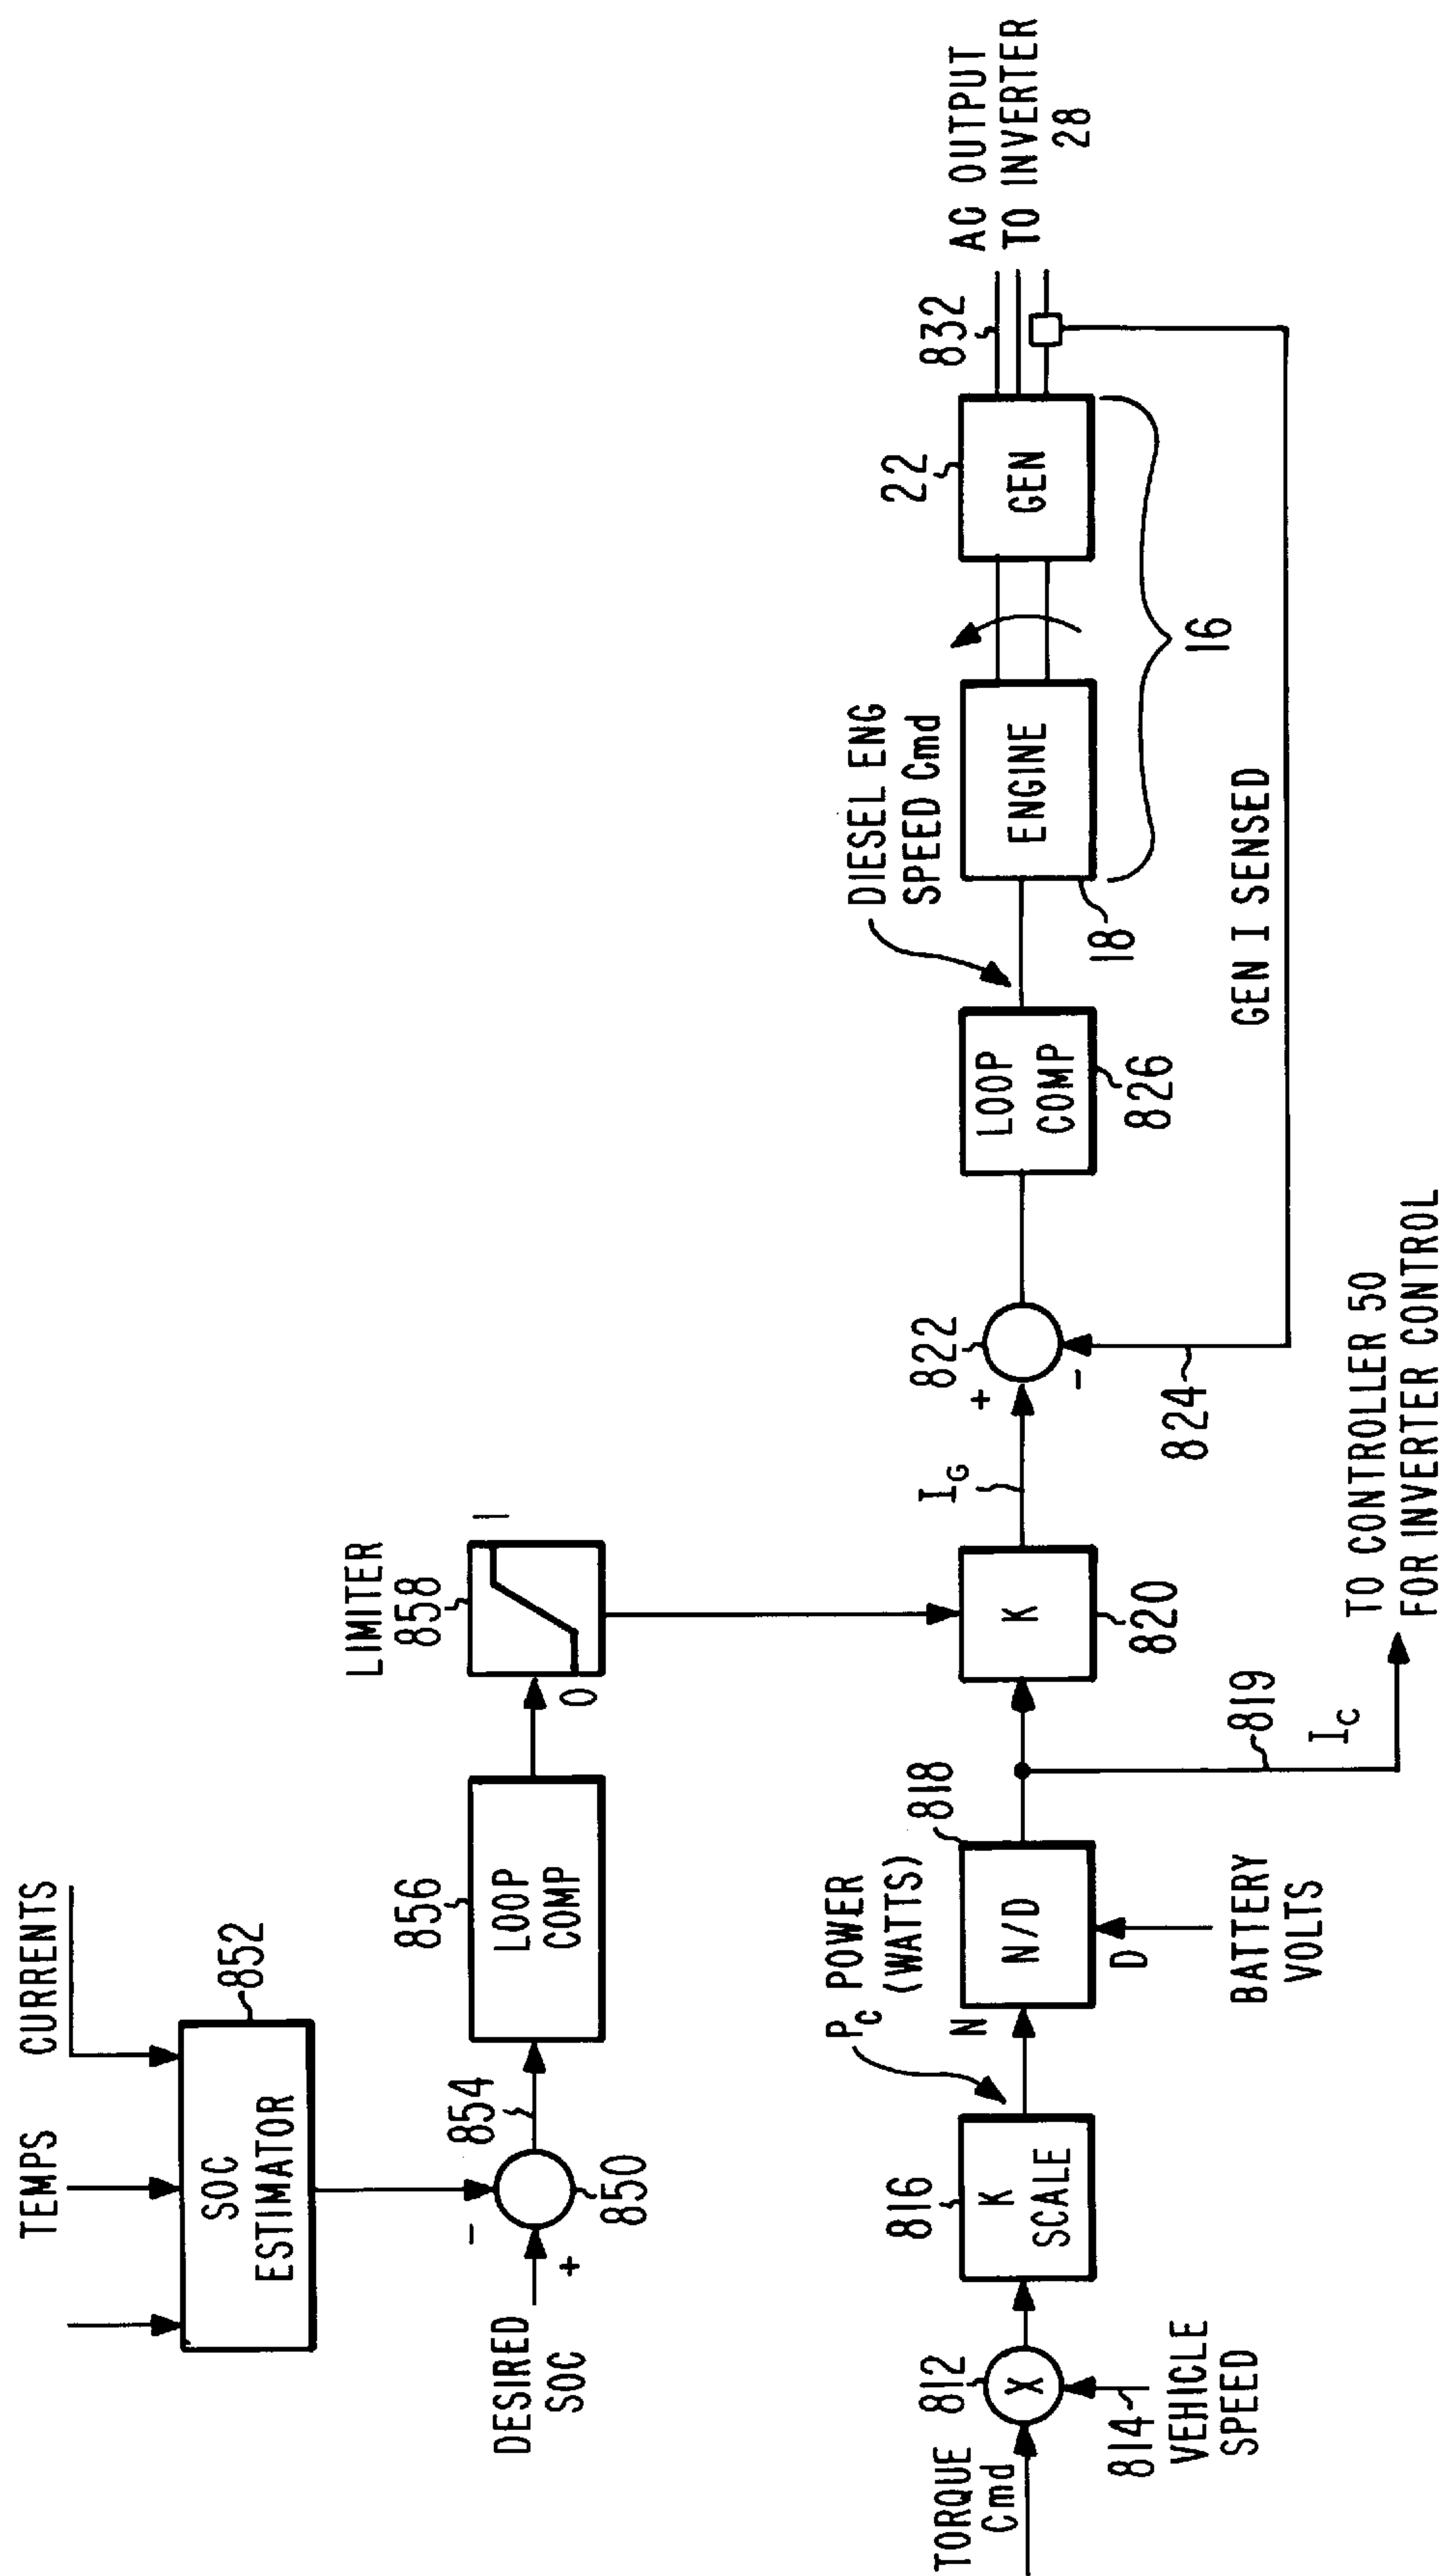 TEMPS
CURRENTS
SOC
ESTIMATOR
852
DESIRED
SOC
+
-
850
854
856
LOOP
COMP
LIMITER
858
0
1
TORQUE
Cmd
812
X
814
VEHICLE
SPEED
816
K
SCALE
PC POWER
(WATTS)
N
818
N/D
D
BATTERY
VOLTS
819
IC
TO CONTROLLER 50
FOR INVERTER CONTROL
K
820
IG
+
-
822
824
LOOP
COMP
826
DIESEL ENG
SPEED Cmd
ENGINE
18
16
22
GEN
832
GEN I SENSED
AC OUTPUT
TO INVERTER
28